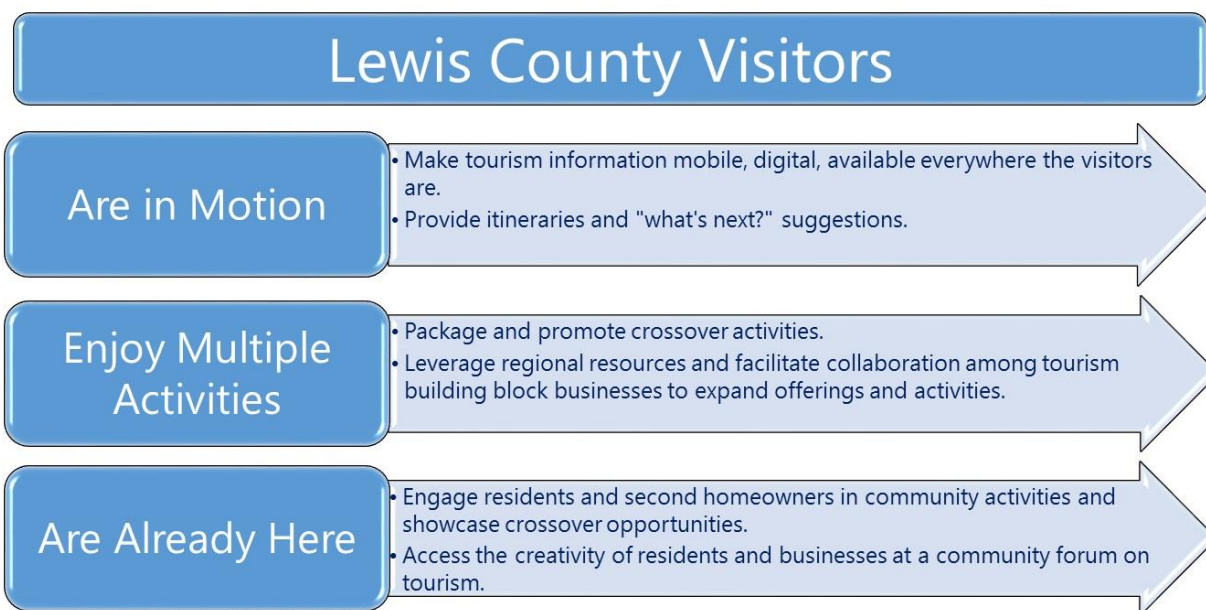 Lewis County Visitors
Are in Motion
• Make tourism information mobile, digital, available everywhere the visitors
are.
• Provide itineraries and "what's next?" suggestions.
Enjoy Multiple
Activities
• Package and promote crossover activities.
• Leverage regional resources and facilitate collaboration among tourism
building block businesses to expand offerings and activities.
Are Already Here
• Engage residents and second homeowners in community activities and
showcase crossover opportunities.
• Access the creativity of residents and businesses at a community forum on
tourism.